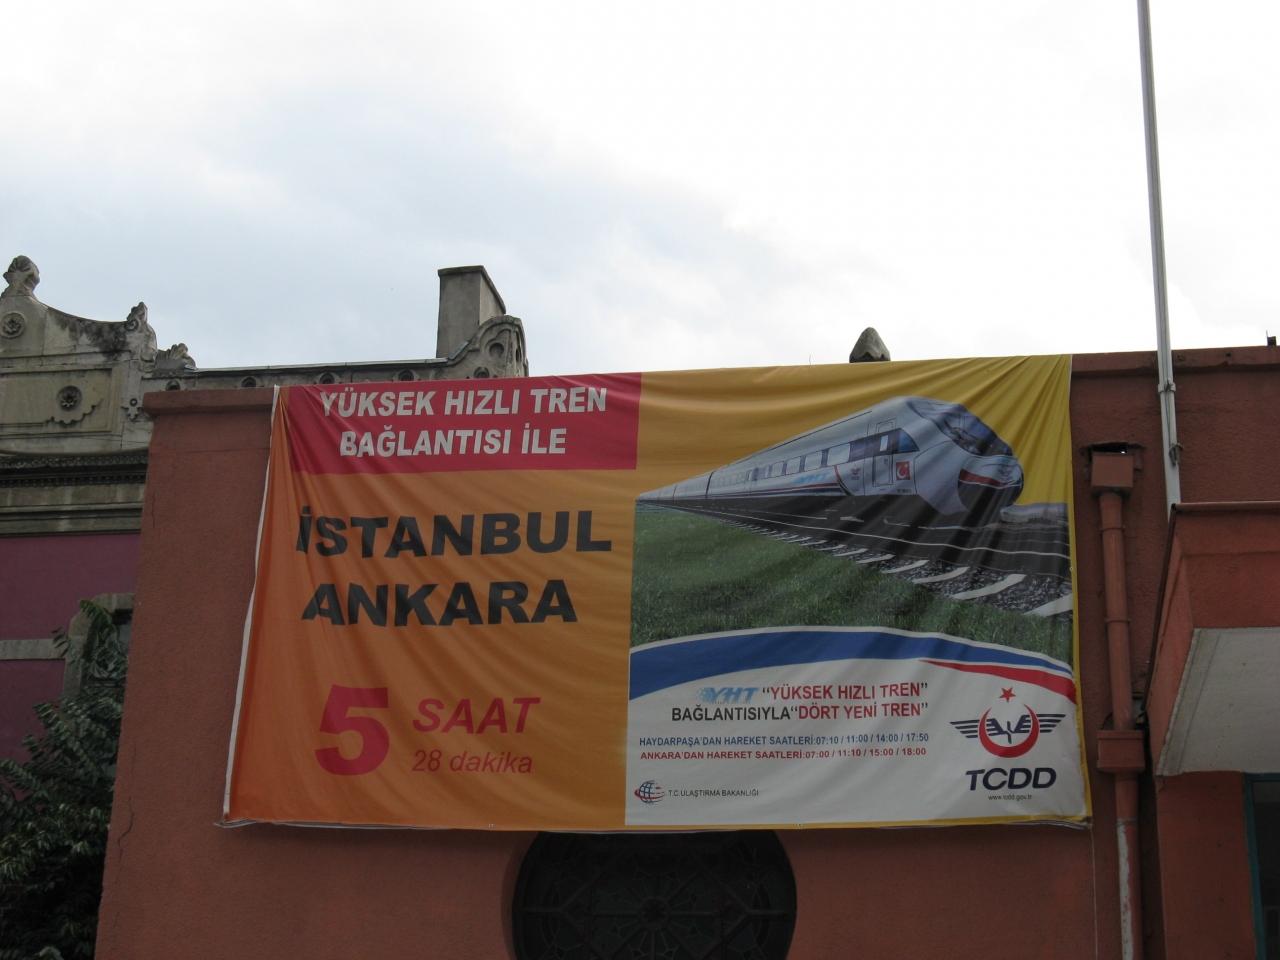 YÜKSEK HIZLI TREN
BAĞLANTISI İLE
İSTANBUL
ANKARA
5 SAAT
28 dakika
YHT "YÜKSEK HIZLI TREN"
BAĞLANTISIYLA "DÖRT YENİ TREN"
HAYDARPAŞA'DAN HAREKET SAATLERİ:07:10 / 11:00 / 14:00 / 17:50
ANKARA'DAN HAREKET SAATLERİ:07:00 / 11:10 / 15:00 / 18:00
T.C.ULAŞTIRMA BAKANLIĞI
TCDD
www.tcdd.gov.tr
YHT